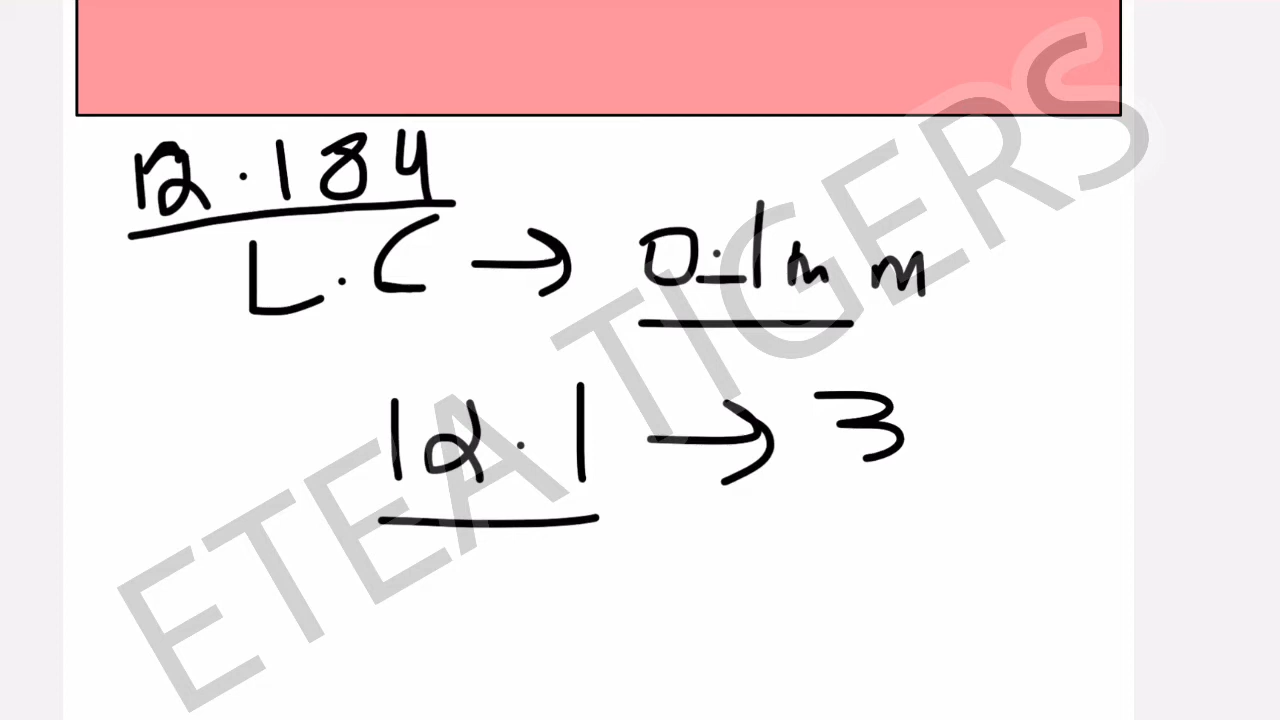 12.184
L.C → 0.1mm
12.1 → 3
ETEA TIGERS